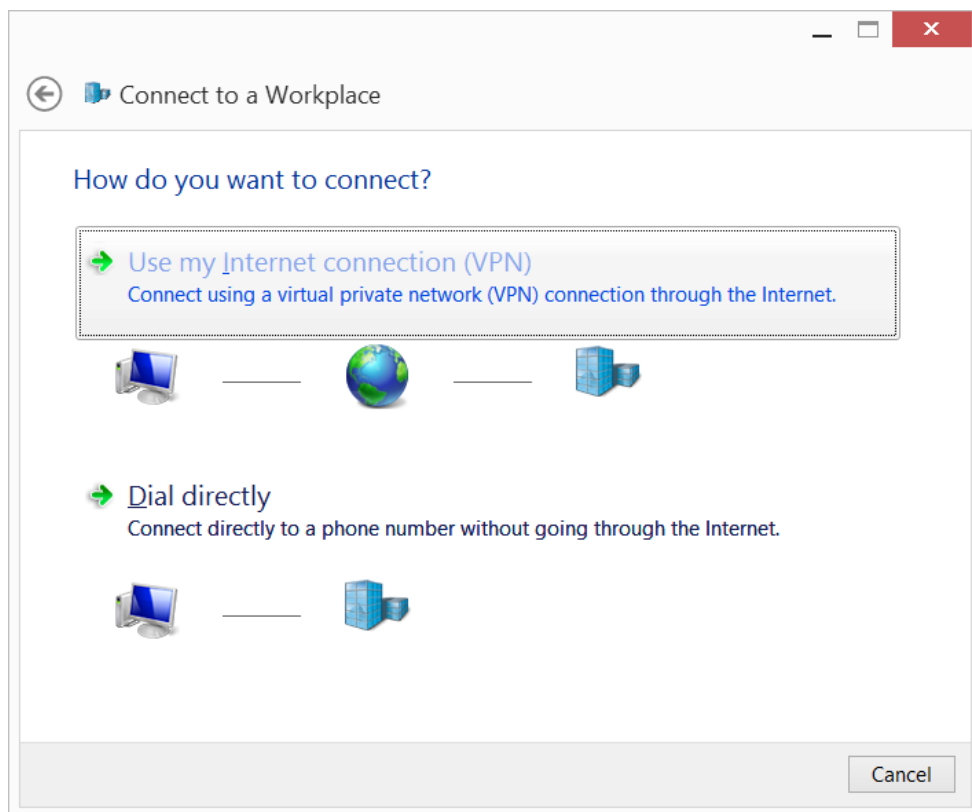 Connect to a Workplace
How do you want to connect?
Use my Internet connection (VPN)
Connect using a virtual private network (VPN) connection through the Internet.
Dial directly
Connect directly to a phone number without going through the Internet.
Cancel